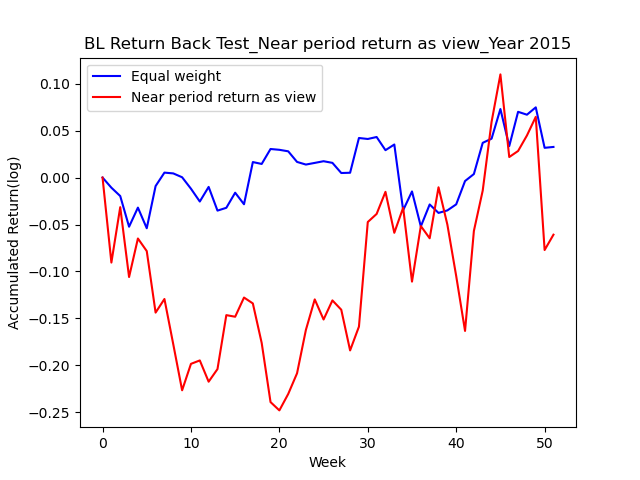 BL Return Back Test_Near period return as view_Year 2015
Equal weight
Near period return as view
Accumulated Return(log)
0.10
0.05
0.00
−0.05
−0.10
−0.15
−0.20
−0.25
0 10 20 30 40 50
Week